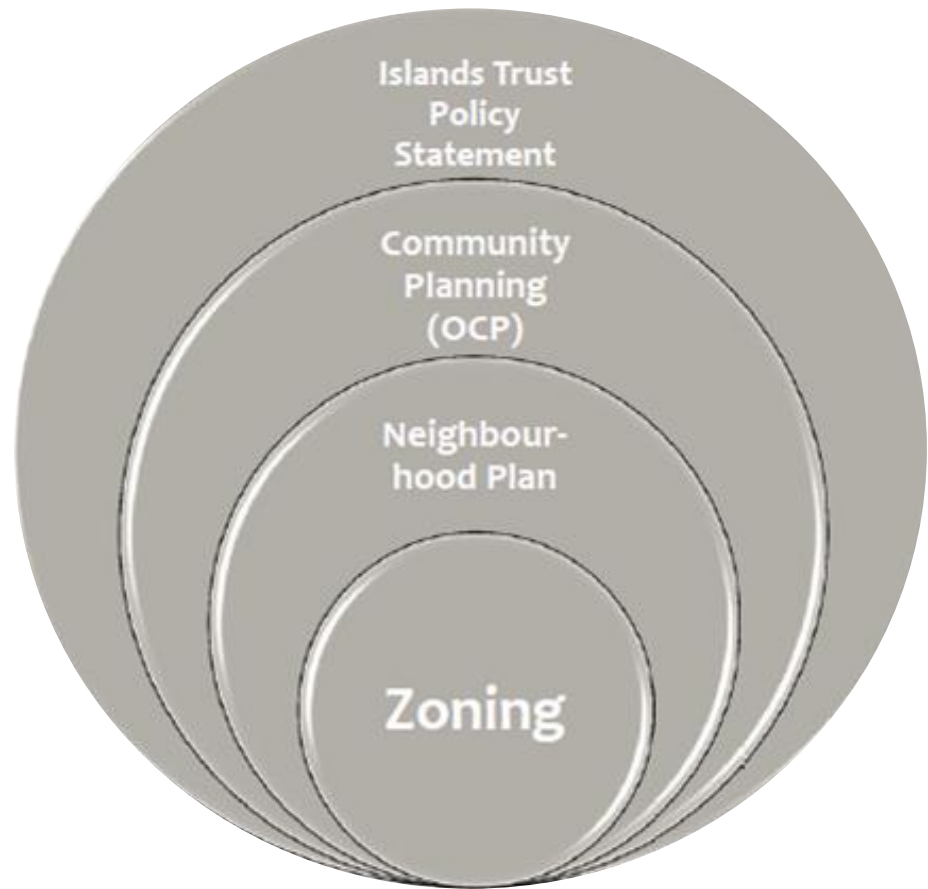 Islands Trust
Policy
Statement
Community
Planning
(OCP)
Neighbour-
hood Plan
Zoning